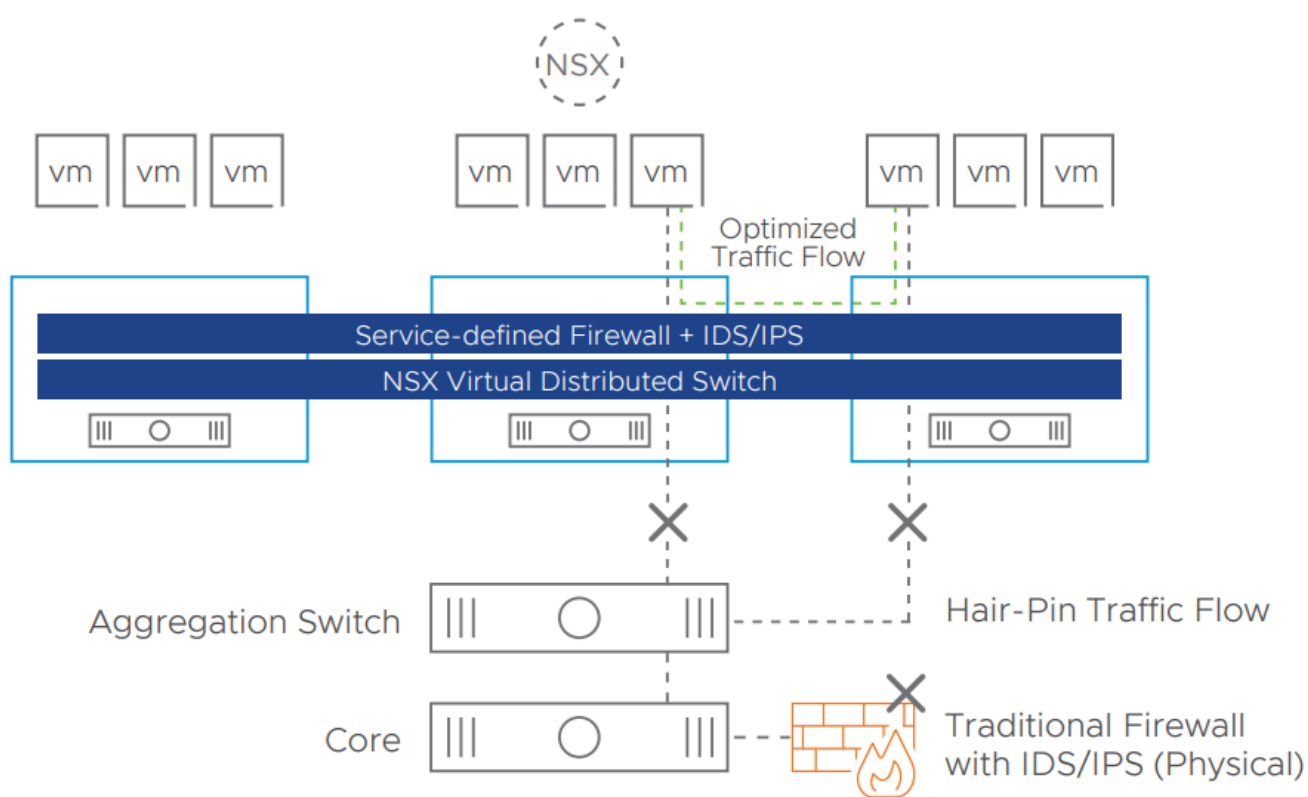 NSX
vm vm vm vm vm vm vm vm vm
Optimized
Traffic Flow
Service-defined Firewall + IDS/IPS
NSX Virtual Distributed Switch
Aggregation Switch
Hair-Pin Traffic Flow
Core
Traditional Firewall
with IDS/IPS (Physical)